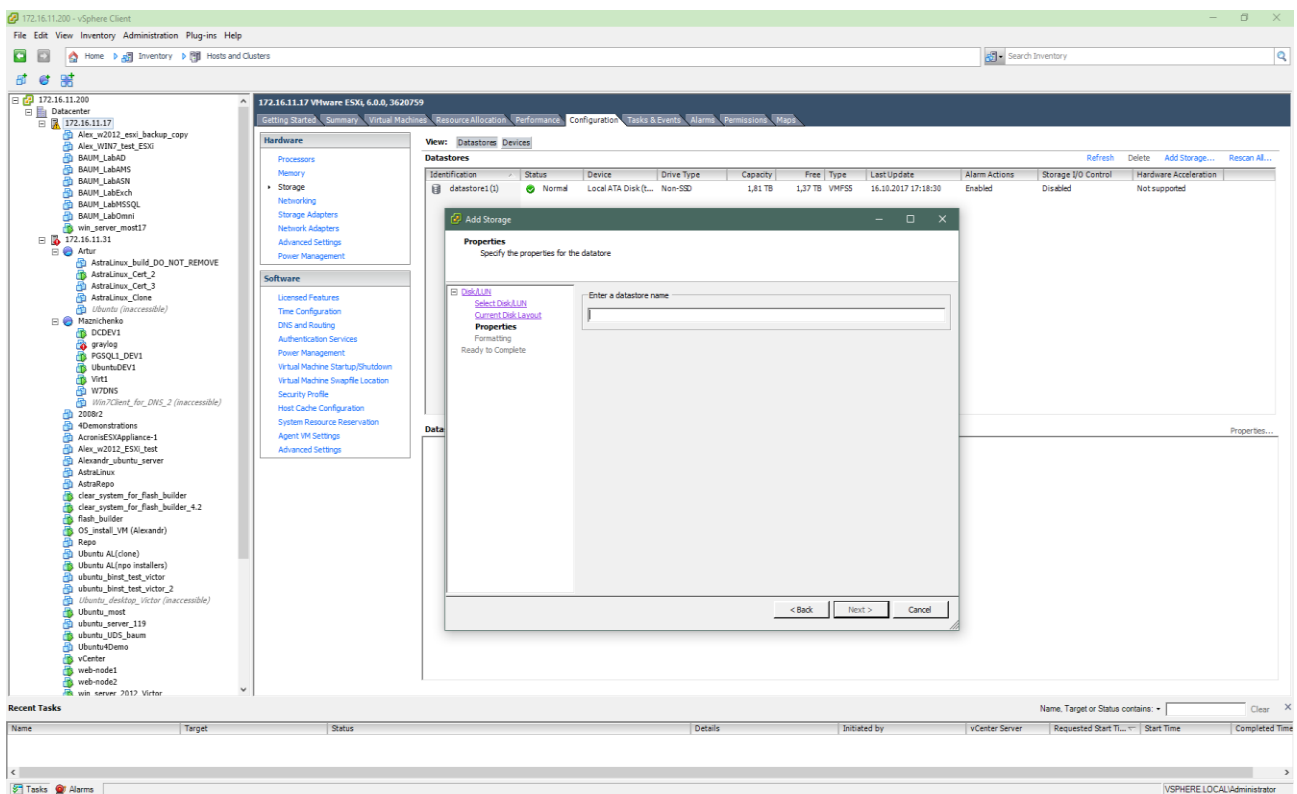 172.16.11.200 - vSphere Client
File Edit View Inventory Administration Plug-ins Help
Home Inventory Hosts and Clusters
Search Inventory
172.16.11.200
Datacenter
172.16.11.17
Alex_w2012_esxi_backup_copy
Alex_WIN7_test_ESXi
BAUM_LabAD
BAUM_LabAMS
BAUM_LabASN
BAUM_LabExch
BAUM_LabMSSQL
BAUM_LabOmni
win_server_most17
172.16.11.31
Artur
AstraLinux_build_DO_NOT_REMOVE
AstraLinux_Cert_2
AstraLinux_Cert_3
AstraLinux_Clone
Ubuntu (inaccessible)
Maznichenko
DCDEV1
graylog
PGSQL1_DEV1
UbuntuDEV1
Virt1
W7DNS
Win7Client_for_DNS_2 (inaccessible)
2008r2
4Demonstrations
AcronisESXAppliance-1
Alex_w2012_ESXi_test
Alexandr_ubuntu_server
AstraLinux
AstraRepo
clear_system_for_flash_builder
clear_system_for_flash_builder_4.2
flash_builder
OS_install_VM (Alexandr)
Repo
Ubuntu AL(clone)
Ubuntu AL(npo installers)
ubuntu_binst_test_victor
ubuntu_binst_test_victor_2
Ubuntu_desktop_Victor (inaccessible)
Ubuntu_most
ubuntu_server_119
ubuntu_UDS_baum
Ubuntu4Demo
vCenter
web-node1
web-node2
win_server_2012_Victor
172.16.11.17 VMware ESXi, 6.0.0, 3620759
Getting Started Summary Virtual Machines Resource Allocation Performance Configuration Tasks & Events Alarms Permissions Maps
Hardware
Processors
Memory
Storage
Networking
Storage Adapters
Network Adapters
Advanced Settings
Power Management
Software
Licensed Features
Time Configuration
DNS and Routing
Authentication Services
Power Management
Virtual Machine Startup/Shutdown
Virtual Machine Swapfile Location
Security Profile
Host Cache Configuration
System Resource Reservation
Agent VM Settings
Advanced Settings
View: Datastores Devices
Datastores
Refresh Delete Add Storage... Rescan All...
Identification Status Device Drive Type Capacity Free Type Last Update Alarm Actions Storage I/O Control Hardware Acceleration
datastore1 (1) Normal Local ATA Disk (t... Non-SSD 1,81 TB 1,37 TB VMFS5 16.10.2017 17:18:30 Enabled Disabled Not supported
Data
Properties...
Add Storage
Properties
Specify the properties for the datatore
Disk/LUN
Select Disk/LUN
Current Disk Layout
Properties
Formatting
Ready to Complete
Enter a datastore name
< Back Next > Cancel
Recent Tasks
Name, Target or Status contains: Clear
Name Target Status Details Initiated by vCenter Server Requested Start Ti... Start Time Completed Time
Tasks Alarms
VSPHERE.LOCAL\Administrator